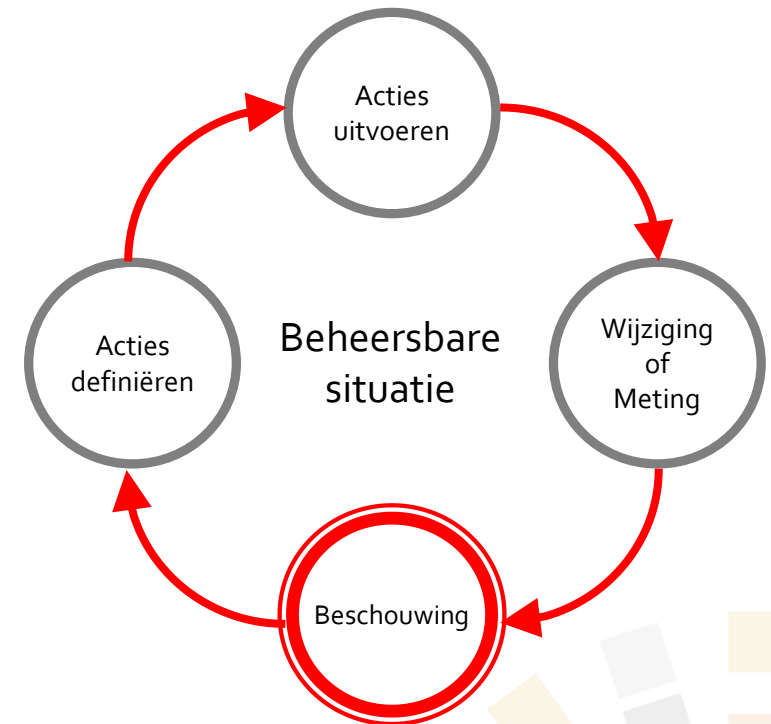 Acties
uitvoeren
Wijziging
of
Meting
Beheersbare
situatie
Acties
definiëren
Beschouwing